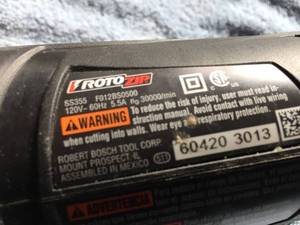 ROTOZIP
SS355 F012BS0500
120V~ 60Hz 5.5A n₀ 30000/min
WARNING To reduce the risk of injury, user must read in-
struction manual. Avoid contact with live wiring
when cutting into walls. Wear eye respiratory protection.
ROBERT BOSCH TOOL CORP
MOUNT PROSPECT, IL
ASSEMBLED IN MEXICO
60420 3013
ADVERTENCIA